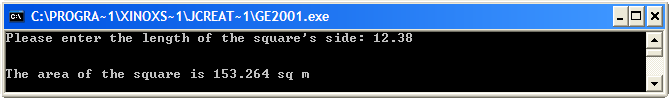 C:\PROGRA~1\XINOXS~1\JCREAT~1\GE2001.exe
Please enter the length of the square's side: 12.38
The area of the square is 153.264 sq m